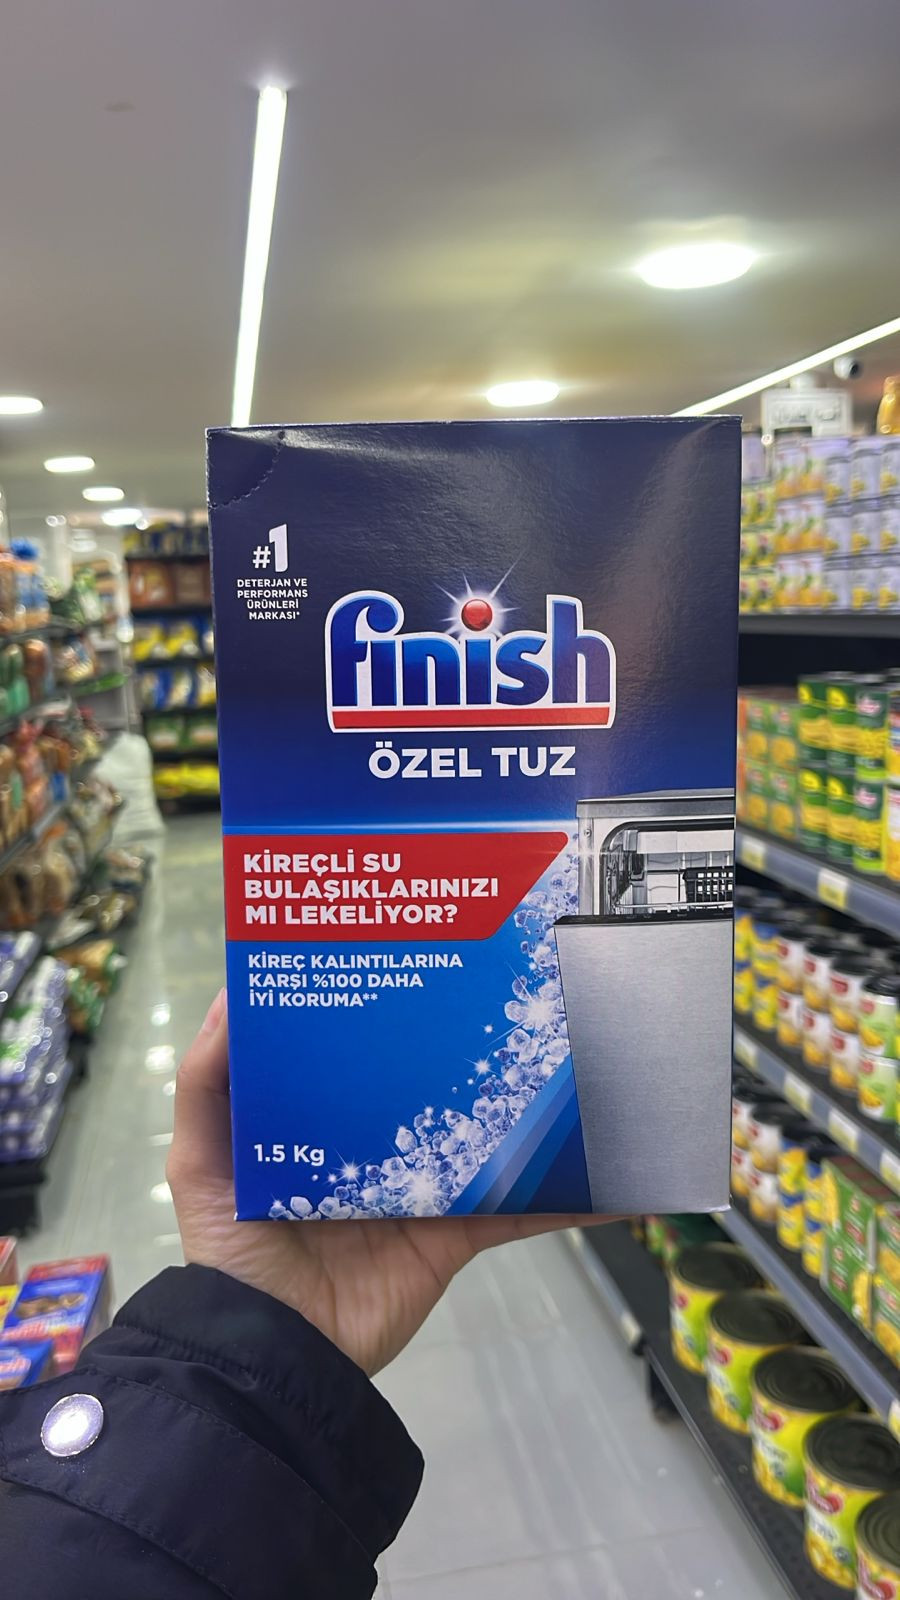 #1
DETERJAN VE
PERFORMANS
ÜRÜNLERİ
MARKASI*
finish
ÖZEL TUZ
KİREÇLİ SU
BULAŞIKLARINIZI
MI LEKELİYOR?
KİREÇ KALINTILARINA
KARŞI %100 DAHA
İYİ KORUMA**
1.5 Kg